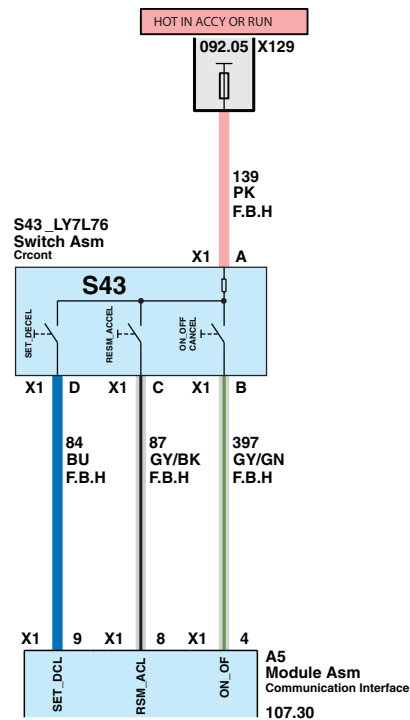 HOT IN ACCY OR RUN
092.05 X129
139
PK
F.B.H
S43 _LY7L76
Switch Asm
Crcont
X1 A
S43
SET_DECEL
RESM_ACCEL
ON_OFF
CANCEL
X1 D X1 C X1 B
84
BU
F.B.H
87
GY/BK
F.B.H
397
GY/GN
F.B.H
X1 9 X1 8 X1 4
A5
Module Asm
Communication Interface
107.30
SET_DCL
RSM_ACL
ON_OF